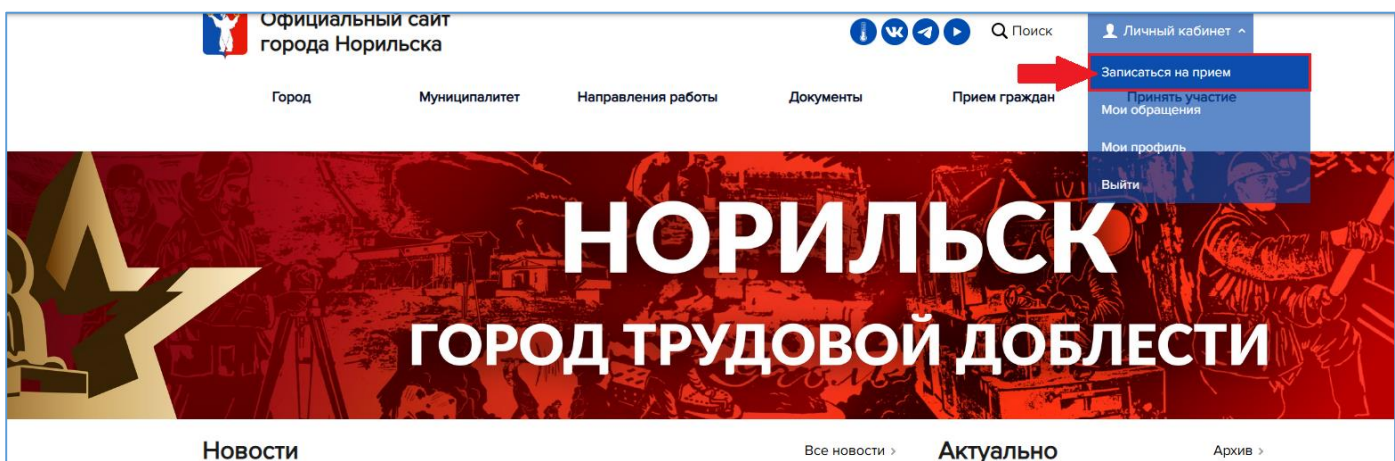 Официальный сайт
города Норильска
Поиск
Личный кабинет
Записаться на прием
Мои обращения
Мои профиль
Выйти
Город
Муниципалитет
Направления работы
Документы
Прием граждан
Принять участие
НОРИЛЬСК
ГОРОД ТРУДОВОЙ ДОБЛЕСТИ
Новости
Все новости
Актуально
Архив